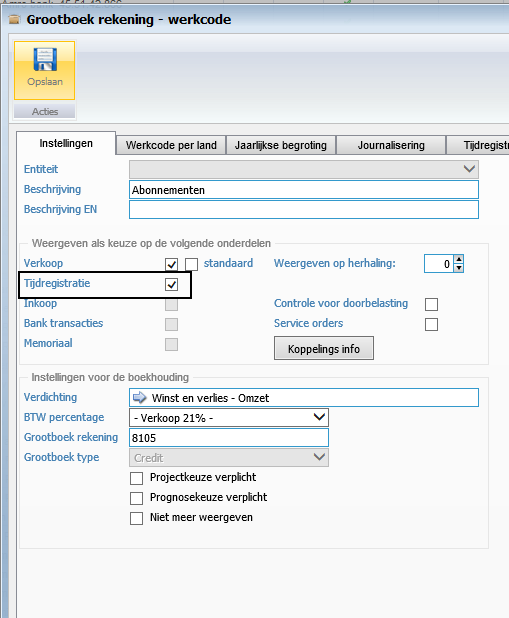 Grootboek rekening - werkcode
Opslaan
Acties
Instellingen Werkcode per land Jaarlijkse begroting Journalisering Tijdregistr
Entiteit
Beschrijving Abonnementen
Beschrijving EN
Weergeven als keuze op de volgende onderdelen
Verkoop standaard Weergeven op herhaling: 0
Tijdregistratie
Inkoop Controle voor doorbelasting
Bank transacties Service orders
Memoriaal Koppelings info
Instellingen voor de boekhouding
Verdichting Winst en verlies - Omzet
BTW percentage - Verkoop 21% -
Grootboek rekening 8105
Grootboek type Credit
Projectkeuze verplicht
Prognosekeuze verplicht
Niet meer weergeven